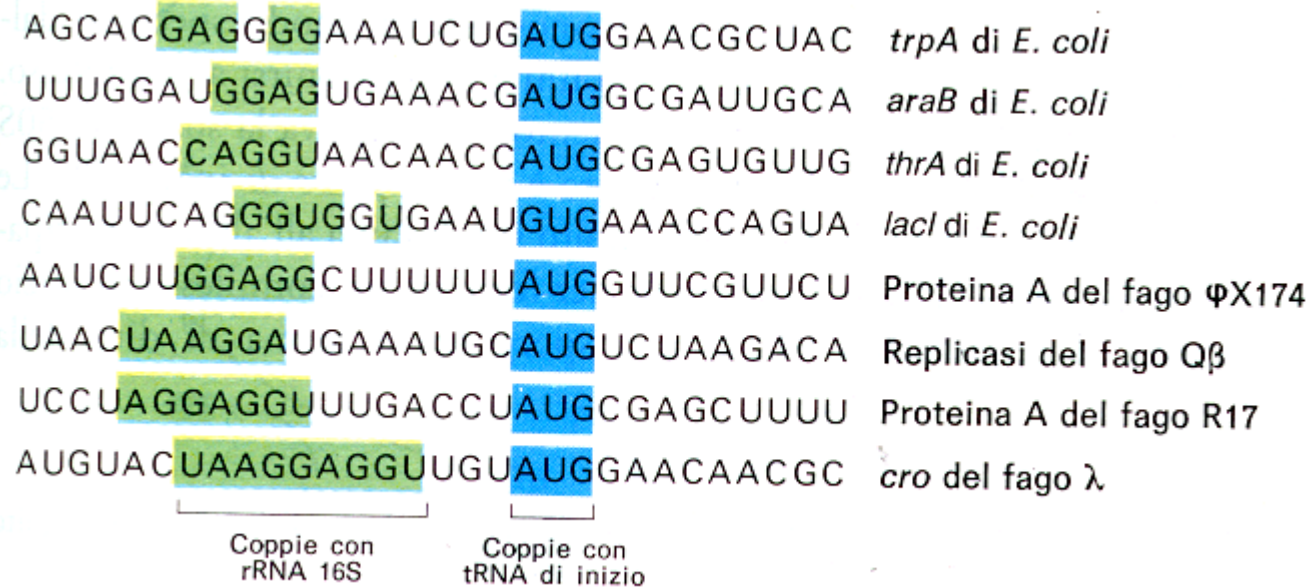 AGCACGAGGGGAAAUCUGAUGGAACGCUAC trpA di E. coli
UUUGGAUGGAGUGAAACGAUGGCGAUUGCA araB di E. coli
GGUAACCAGGUAACAACCAUGCGAGUGUUG thrA di E. coli
CAAUUCAGGGUGGUGAAUGUGAAACCAGUA lacI di E. coli
AAUCUUGGAGGCUUUUUUAUGGUUCGUUCU Proteina A del fago φX174
UAACUAAGGAUGAAAUGCAUGUCUAAGACA Replicasi del fago Qβ
UCCUAGGAGGUUUGACCUAUGCGAGCUUUU Proteina A del fago R17
AUGUACUAAGGAGGUUGUAUGGAACAACGC cro del fago λ
Coppie con
rRNA 16S
Coppie con
tRNA di inizio